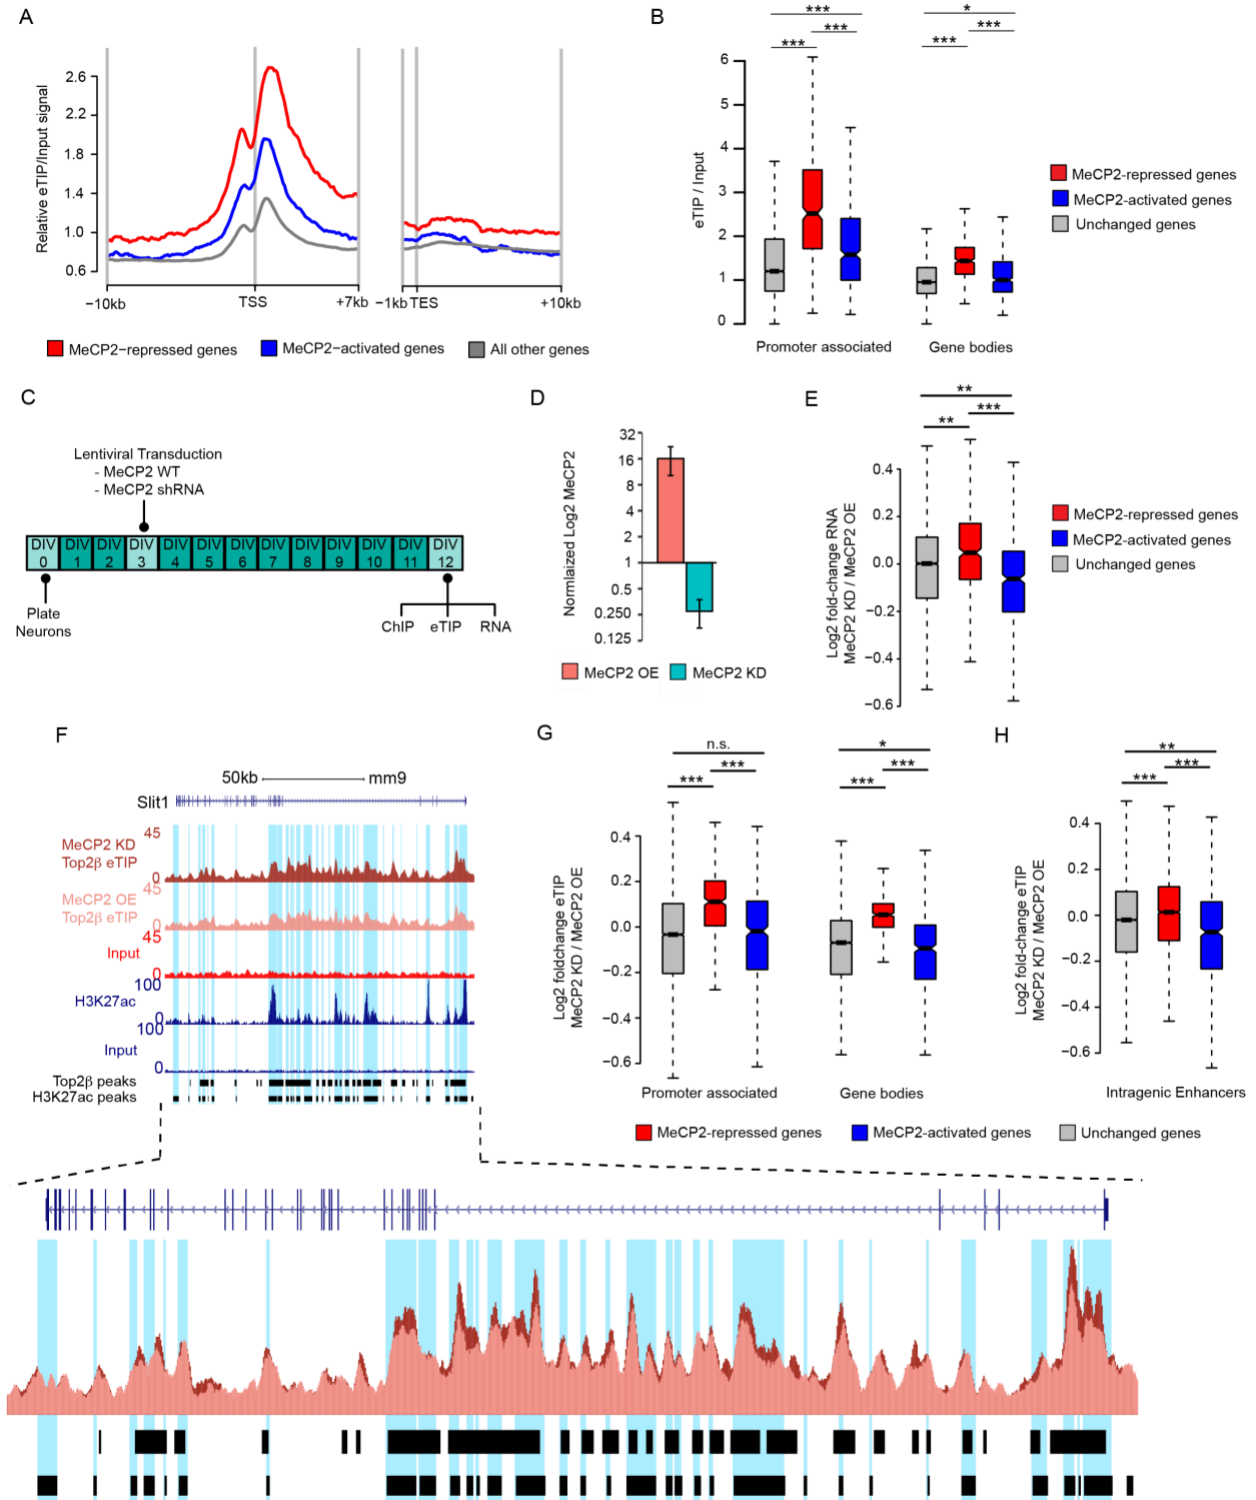 A
Relative eTIP/Input signal
2.6
2.2
1.8
1.4
1.0
0.6
−10kb
TSS
+7kb
−1kb
TES
+10kb
MeCP2−repressed genes
MeCP2−activated genes
All other genes
B
***
***
***
*
***
***
eTIP / Input
6
5
4
3
2
1
0
Promoter associated
Gene bodies
MeCP2-repressed genes
MeCP2-activated genes
Unchanged genes
C
Lentiviral Transduction
- MeCP2 WT
- MeCP2 shRNA
DIV 0
DIV 1
DIV 2
DIV 3
DIV 4
DIV 5
DIV 6
DIV 7
DIV 8
DIV 9
DIV 10
DIV 11
DIV 12
Plate
Neurons
ChIP
eTIP
RNA
D
Normlaized Log2 MeCP2
32
16
8
4
2
1
0.5
0.250
0.125
MeCP2 OE
MeCP2 KD
E
**
***
**
Log2 fold-change RNA
MeCP2 KD / MeCP2 OE
0.4
0.2
0.0
−0.2
−0.4
−0.6
MeCP2-repressed genes
MeCP2-activated genes
Unchanged genes
F
50kb
mm9
Slit1
MeCP2 KD
Top2β eTIP
45
0
MeCP2 OE
Top2β eTIP
45
0
Input
45
0
H3K27ac
100
0
Input
100
0
Top2β peaks
H3K27ac peaks
G
n.s.
***
***
*
***
***
Log2 foldchange eTIP
MeCP2 KD / MeCP2 OE
0.4
0.2
0.0
−0.2
−0.4
−0.6
Promoter associated
Gene bodies
H
**
***
***
Log2 fold-change eTIP
MeCP2 KD / MeCP2 OE
0.4
0.2
0.0
−0.2
−0.4
−0.6
Intragenic Enhancers
MeCP2-repressed genes
MeCP2-activated genes
Unchanged genes